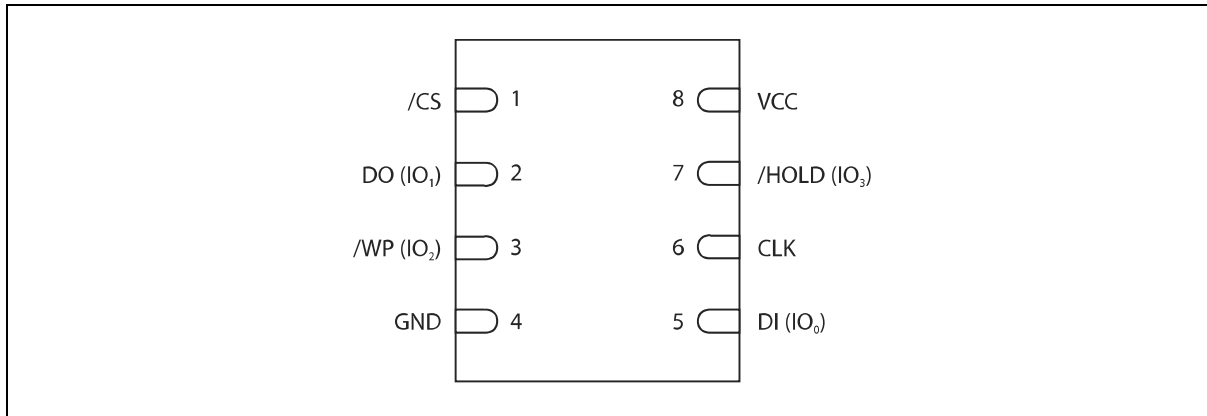 /CS 1 8 VCC
DO (IO₁) 2 7 /HOLD (IO₃)
/WP (IO₂) 3 6 CLK
GND 4 5 DI (IO₀)